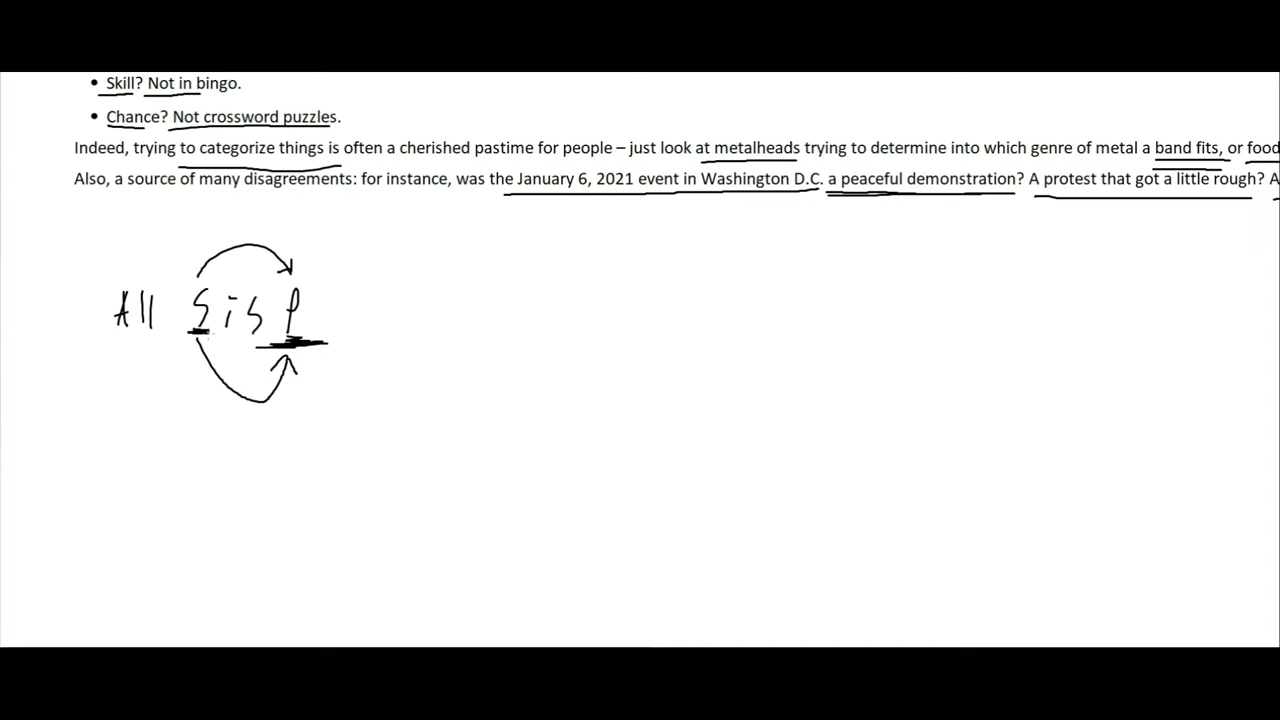 • Skill? Not in bingo.
• Chance? Not crossword puzzles.
Indeed, trying to categorize things is often a cherished pastime for people – just look at metalheads trying to determine into which genre of metal a band fits, or food
Also, a source of many disagreements: for instance, was the January 6, 2021 event in Washington D.C. a peaceful demonstration? A protest that got a little rough? A
All S is P